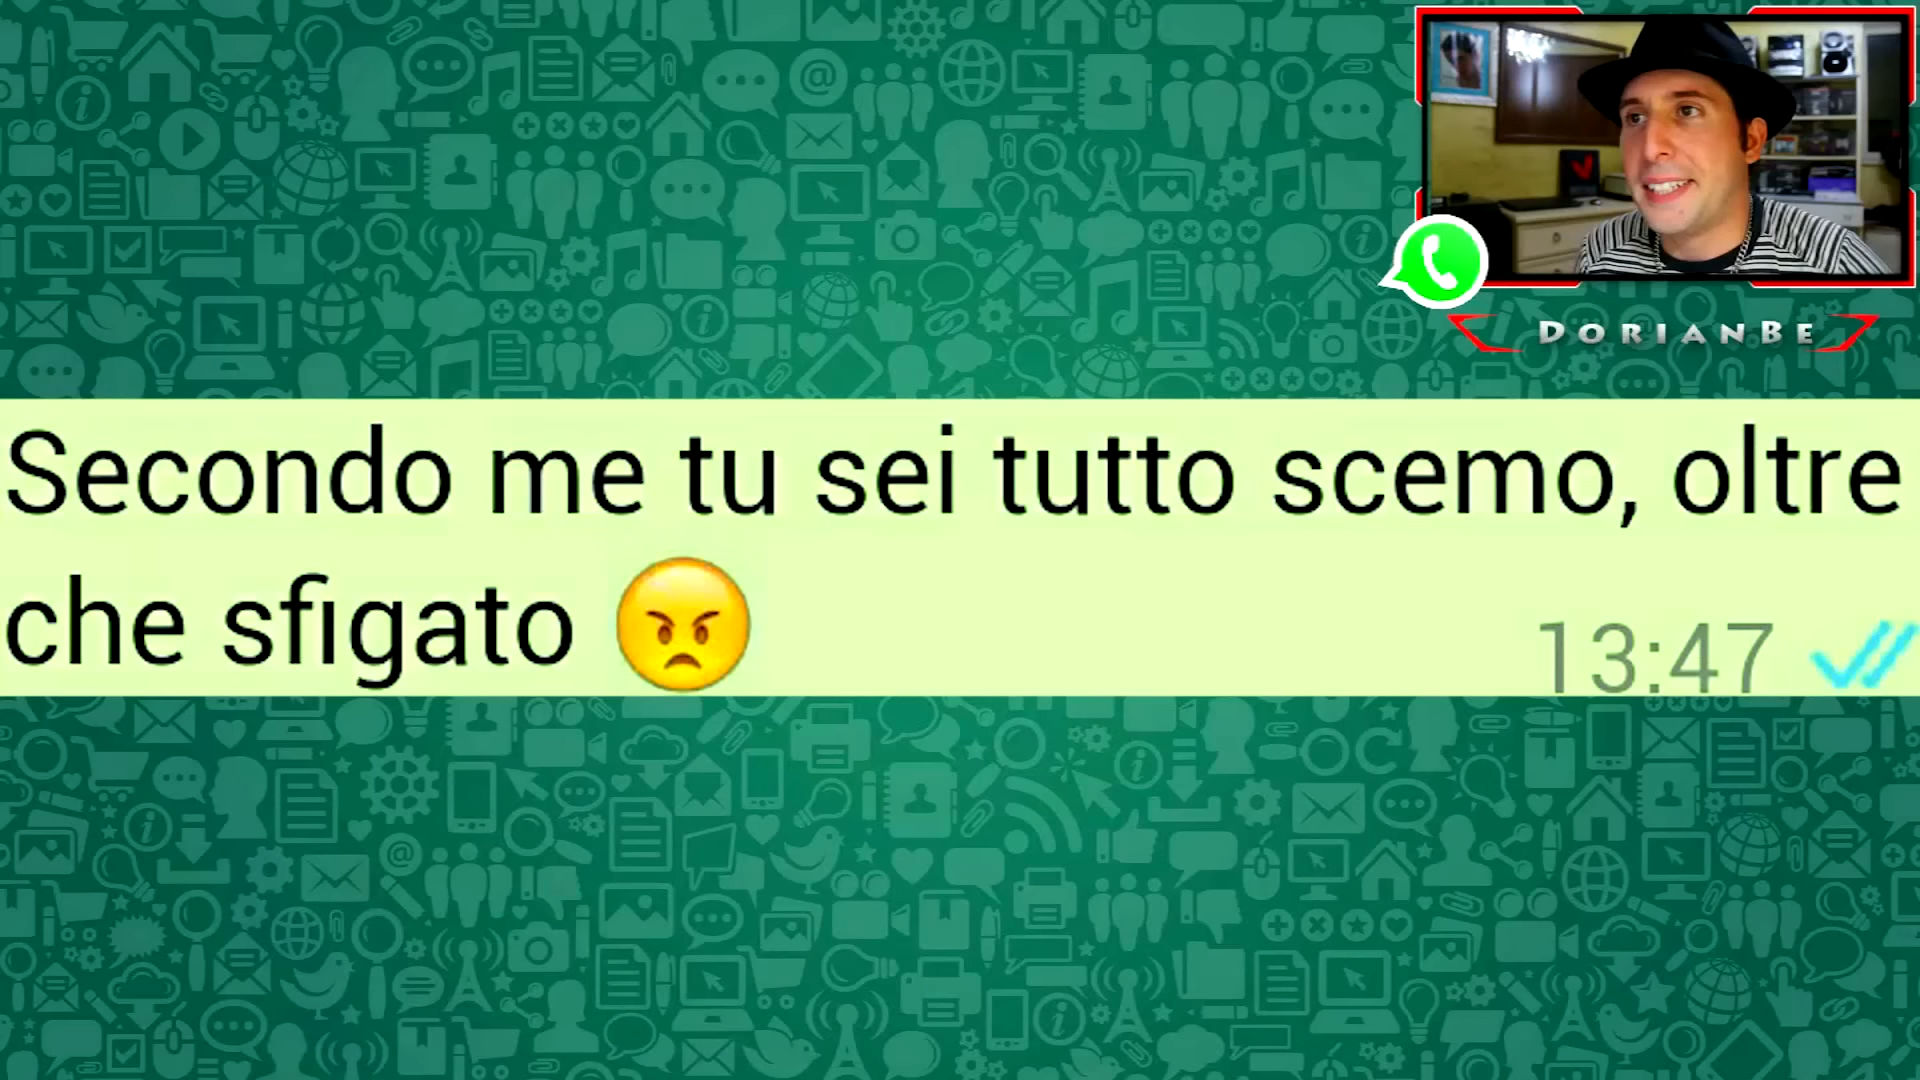 DORIANBE
Secondo me tu sei tutto scemo, oltre
che sfigato 😠
13:47